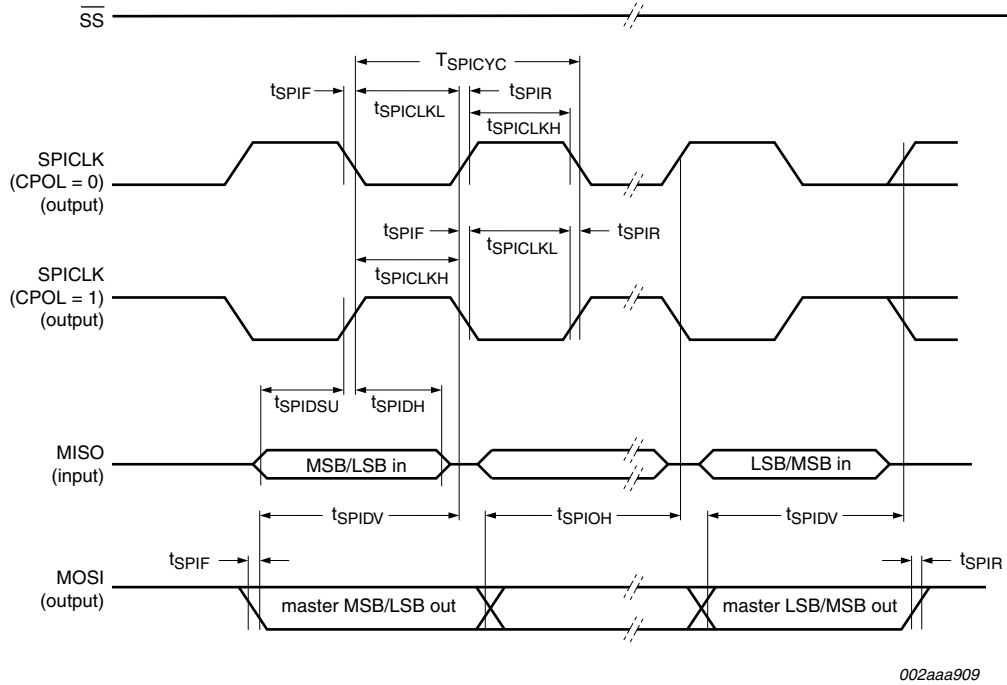 SS
TSPICYC
tSPIF
tSPICLKL
tSPIR
tSPICLKH
SPICLK
(CPOL = 0)
(output)
tSPIF
tSPICLKL
tSPIR
tSPICLKH
SPICLK
(CPOL = 1)
(output)
tSPIDSU
tSPIDH
MISO
(input)
MSB/LSB in
LSB/MSB in
tSPIDV
tSPIOH
tSPIDV
tSPIF
tSPIR
MOSI
(output)
master MSB/LSB out
master LSB/MSB out
002aaa909